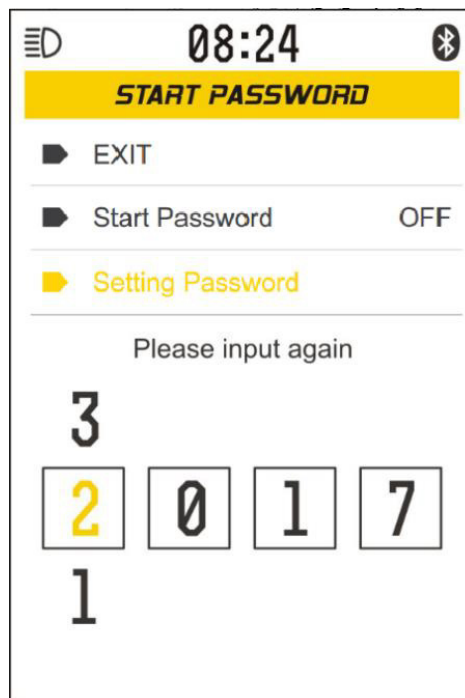 08:24
START PASSWORD
EXIT
Start Password OFF
Setting Password
Please input again
3
2 0 1 7
1